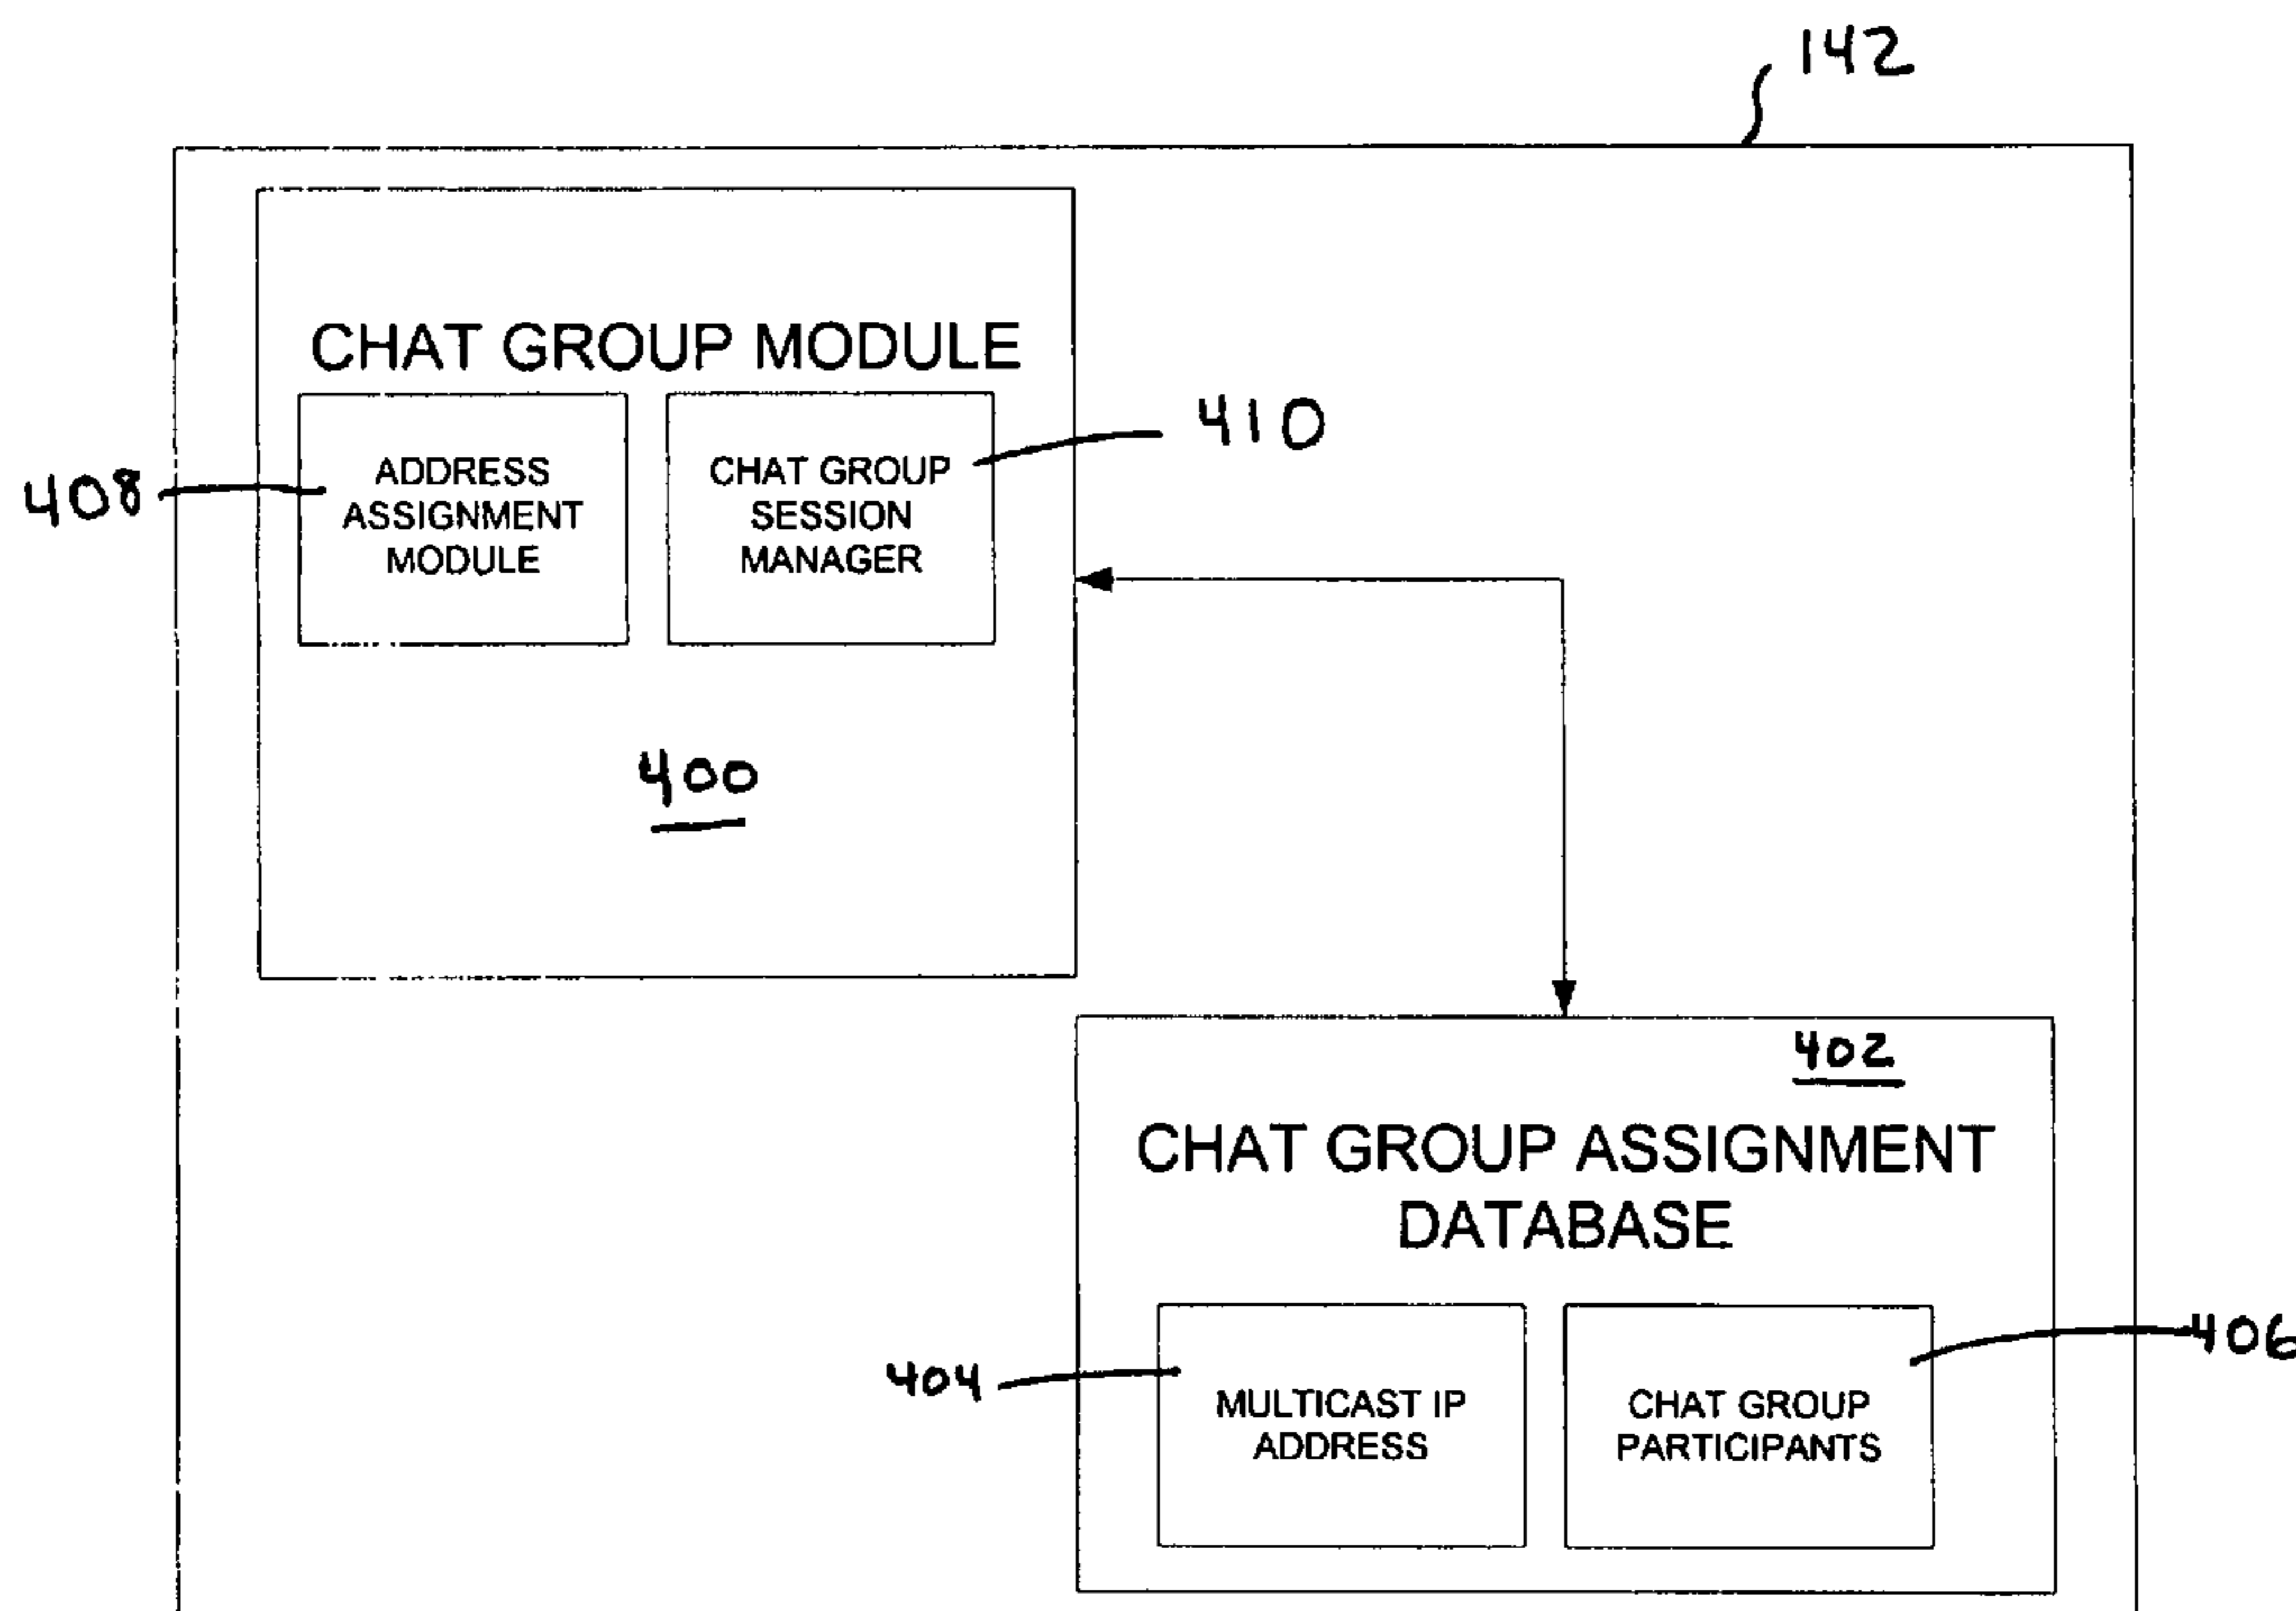 142
CHAT GROUP MODULE
410
408
ADDRESS
ASSIGNMENT
MODULE
CHAT GROUP
SESSION
MANAGER
400
402
CHAT GROUP ASSIGNMENT
DATABASE
404
406
MULTICAST IP
ADDRESS
CHAT GROUP
PARTICIPANTS